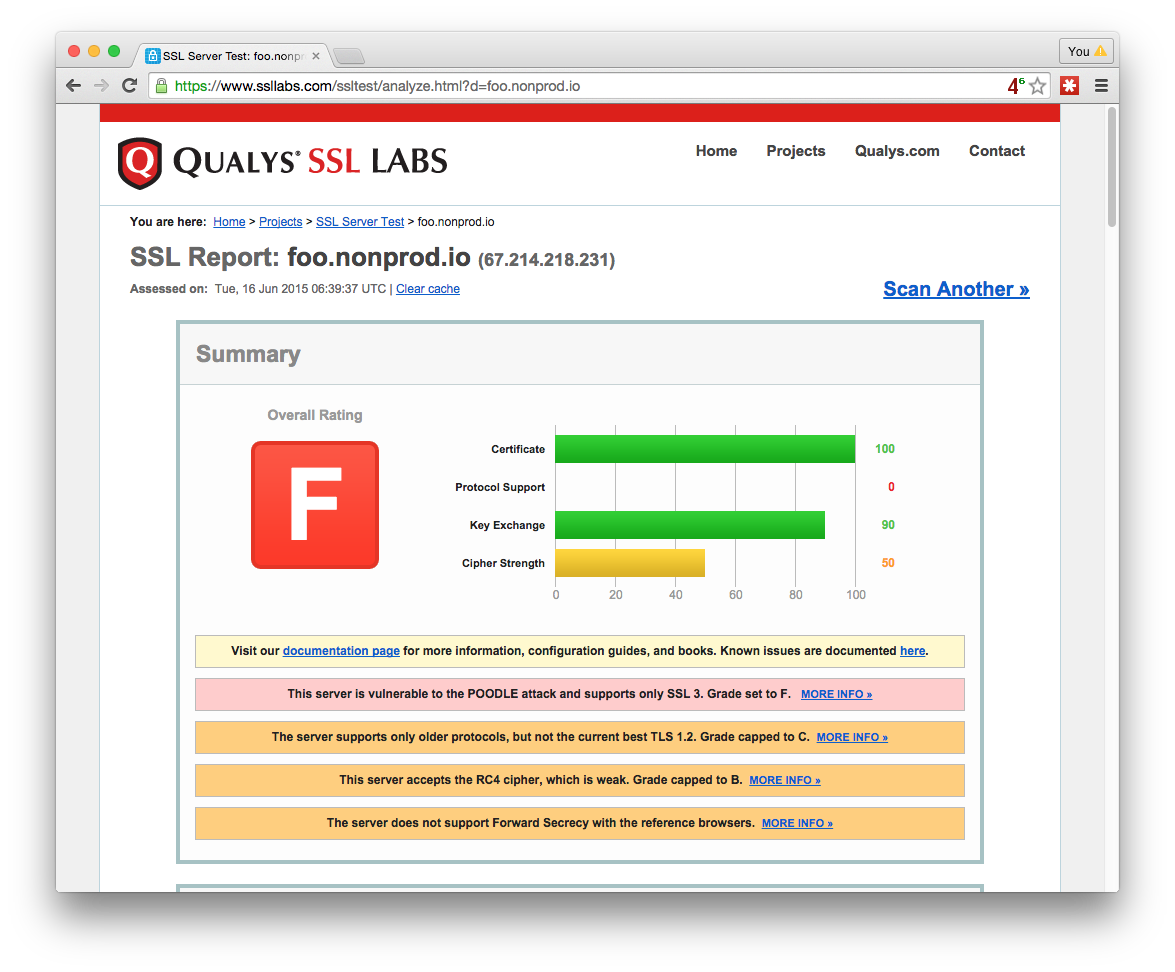 SSL Server Test: foo.nonpr
You
https://www.ssllabs.com/ssltest/analyze.html?d=foo.nonprod.io
4⁶
QUALYS® SSL LABS
Home Projects Qualys.com Contact
You are here: Home > Projects > SSL Server Test > foo.nonprod.io
SSL Report: foo.nonprod.io (67.214.218.231)
Assessed on: Tue, 16 Jun 2015 06:39:37 UTC | Clear cache
Scan Another »
Summary
Overall Rating
F
Certificate 100
Protocol Support 0
Key Exchange 90
Cipher Strength 50
0 20 40 60 80 100
Visit our documentation page for more information, configuration guides, and books. Known issues are documented here.
This server is vulnerable to the POODLE attack and supports only SSL 3. Grade set to F. MORE INFO »
The server supports only older protocols, but not the current best TLS 1.2. Grade capped to C. MORE INFO »
This server accepts the RC4 cipher, which is weak. Grade capped to B. MORE INFO »
The server does not support Forward Secrecy with the reference browsers. MORE INFO »